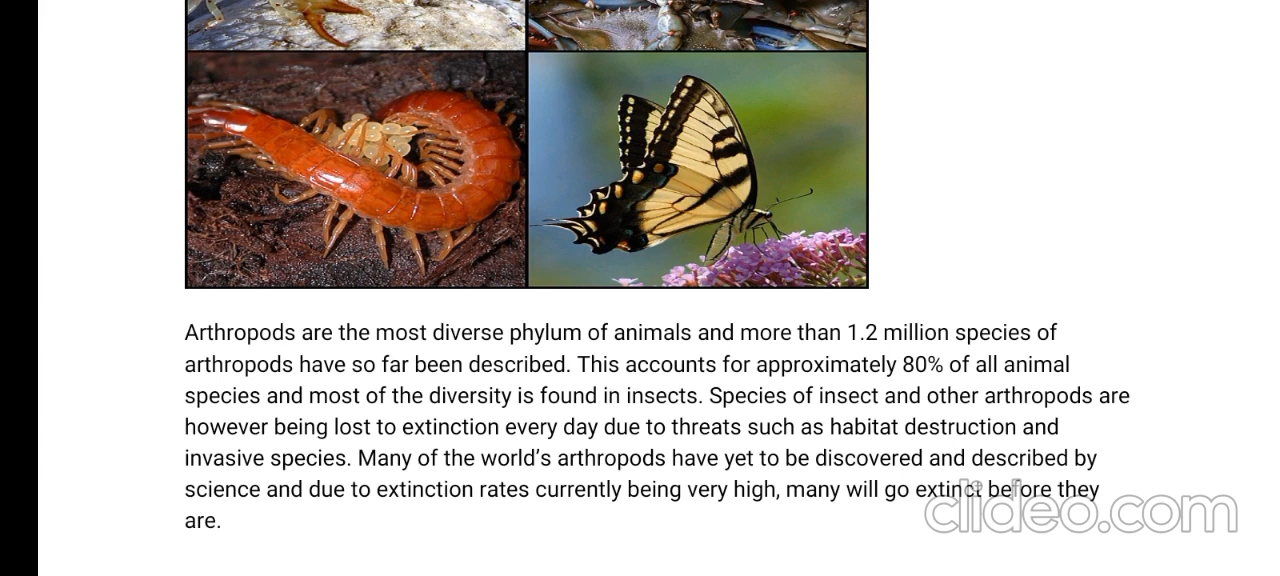 Arthropods are the most diverse phylum of animals and more than 1.2 million species of
arthropods have so far been described. This accounts for approximately 80% of all animal
species and most of the diversity is found in insects. Species of insect and other arthropods are
however being lost to extinction every day due to threats such as habitat destruction and
invasive species. Many of the world’s arthropods have yet to be discovered and described by
science and due to extinction rates currently being very high, many will go extinct before they
are.
clideo.com